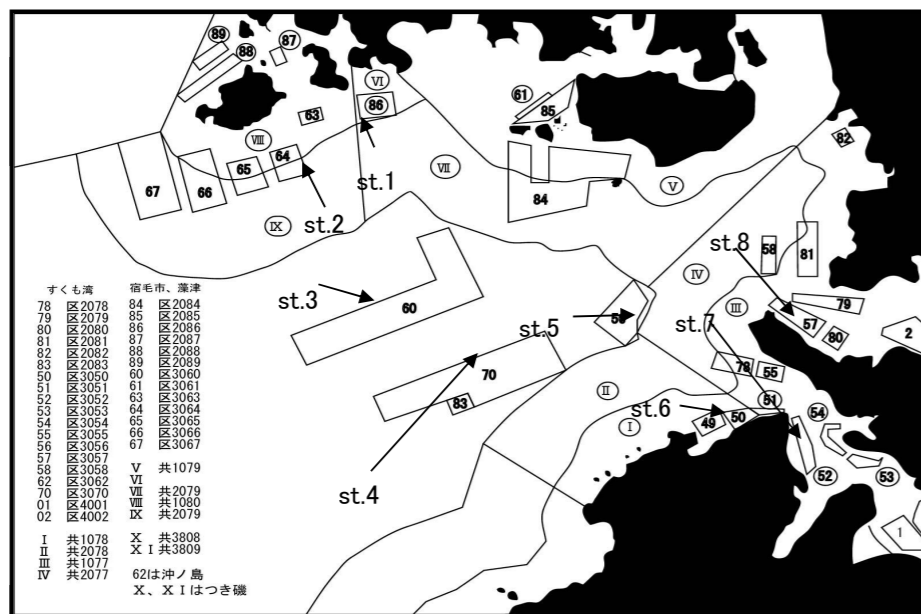 89
88
87
Ⅵ
86
61
85
63
Ⅷ
82
64
st.1
Ⅶ
65
67
66
84
Ⅴ
st.2
Ⅸ
58
81
st.8
Ⅳ
st.3
60
79
Ⅲ
57
2
st.5
56
80
st.7
78
55
70
Ⅱ
51
83
st.6
54
49
50
Ⅰ
52
53
st.4
1
すくも湾
78 区2078
79 区2079
80 区2080
81 区2081
82 区2082
83 区2083
50 区3050
51 区3051
52 区3052
53 区3053
54 区3054
55 区3055
56 区3056
57 区3057
58 区3058
62 区3062
70 区3070
01 区4001
02 区4002
Ⅰ 共1078
Ⅱ 共2078
Ⅲ 共1077
Ⅳ 共2077
宿毛市、藻津
84 区2084
85 区2085
86 区2086
87 区2087
88 区2088
89 区2089
60 区3060
61 区3061
63 区3063
64 区3064
65 区3065
66 区3066
67 区3067
Ⅴ 共1079
Ⅵ
Ⅶ 共2079
Ⅷ 共1080
Ⅸ 共2079
Ⅹ 共3808
ⅩⅠ共3809
62は沖ノ島
Ⅹ、ⅩⅠはつき磯